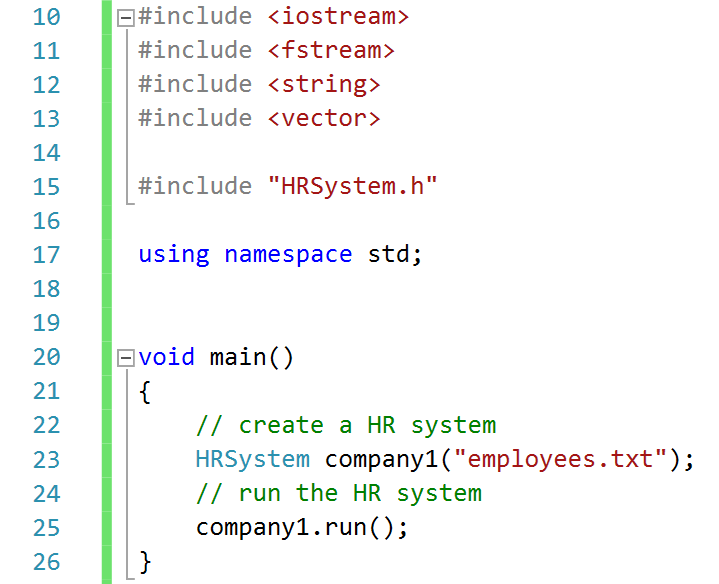 10 #include <iostream>
11 #include <fstream>
12 #include <string>
13 #include <vector>
14
15 #include "HRSystem.h"
16
17 using namespace std;
18
19
20 void main()
21 {
22 // create a HR system
23 HRSystem company1("employees.txt");
24 // run the HR system
25 company1.run();
26 }